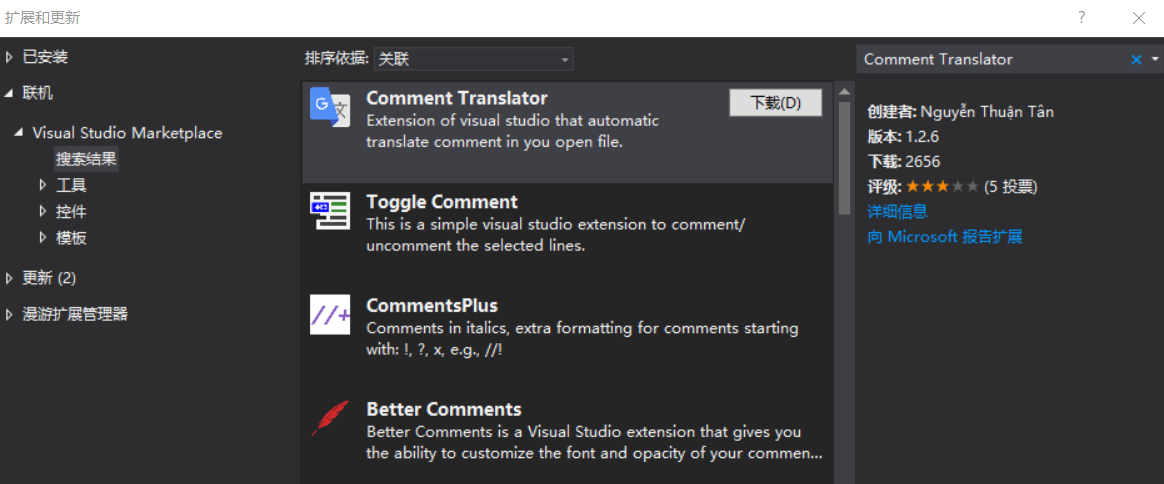 扩展和更新
?
已安装
联机
Visual Studio Marketplace
搜索结果
工具
控件
模板
更新 (2)
漫游扩展管理器
排序依据: 关联
Comment Translator
下载(D)
Extension of visual studio that automatic
translate comment in you open file.
Toggle Comment
This is a simple visual studio extension to comment/
uncomment the selected lines.
//+
CommentsPlus
Comments in italics, extra formatting for comments starting
with: !, ?, x, e.g., //!
Better Comments
Better Comments is a Visual Studio extension that gives you
the ability to customize the font and opacity of your commen...
Comment Translator
创建者: Nguyễn Thuận Tân
版本: 1.2.6
下载: 2656
评级: ★★★★★ (5 投票)
详细信息
向 Microsoft 报告扩展